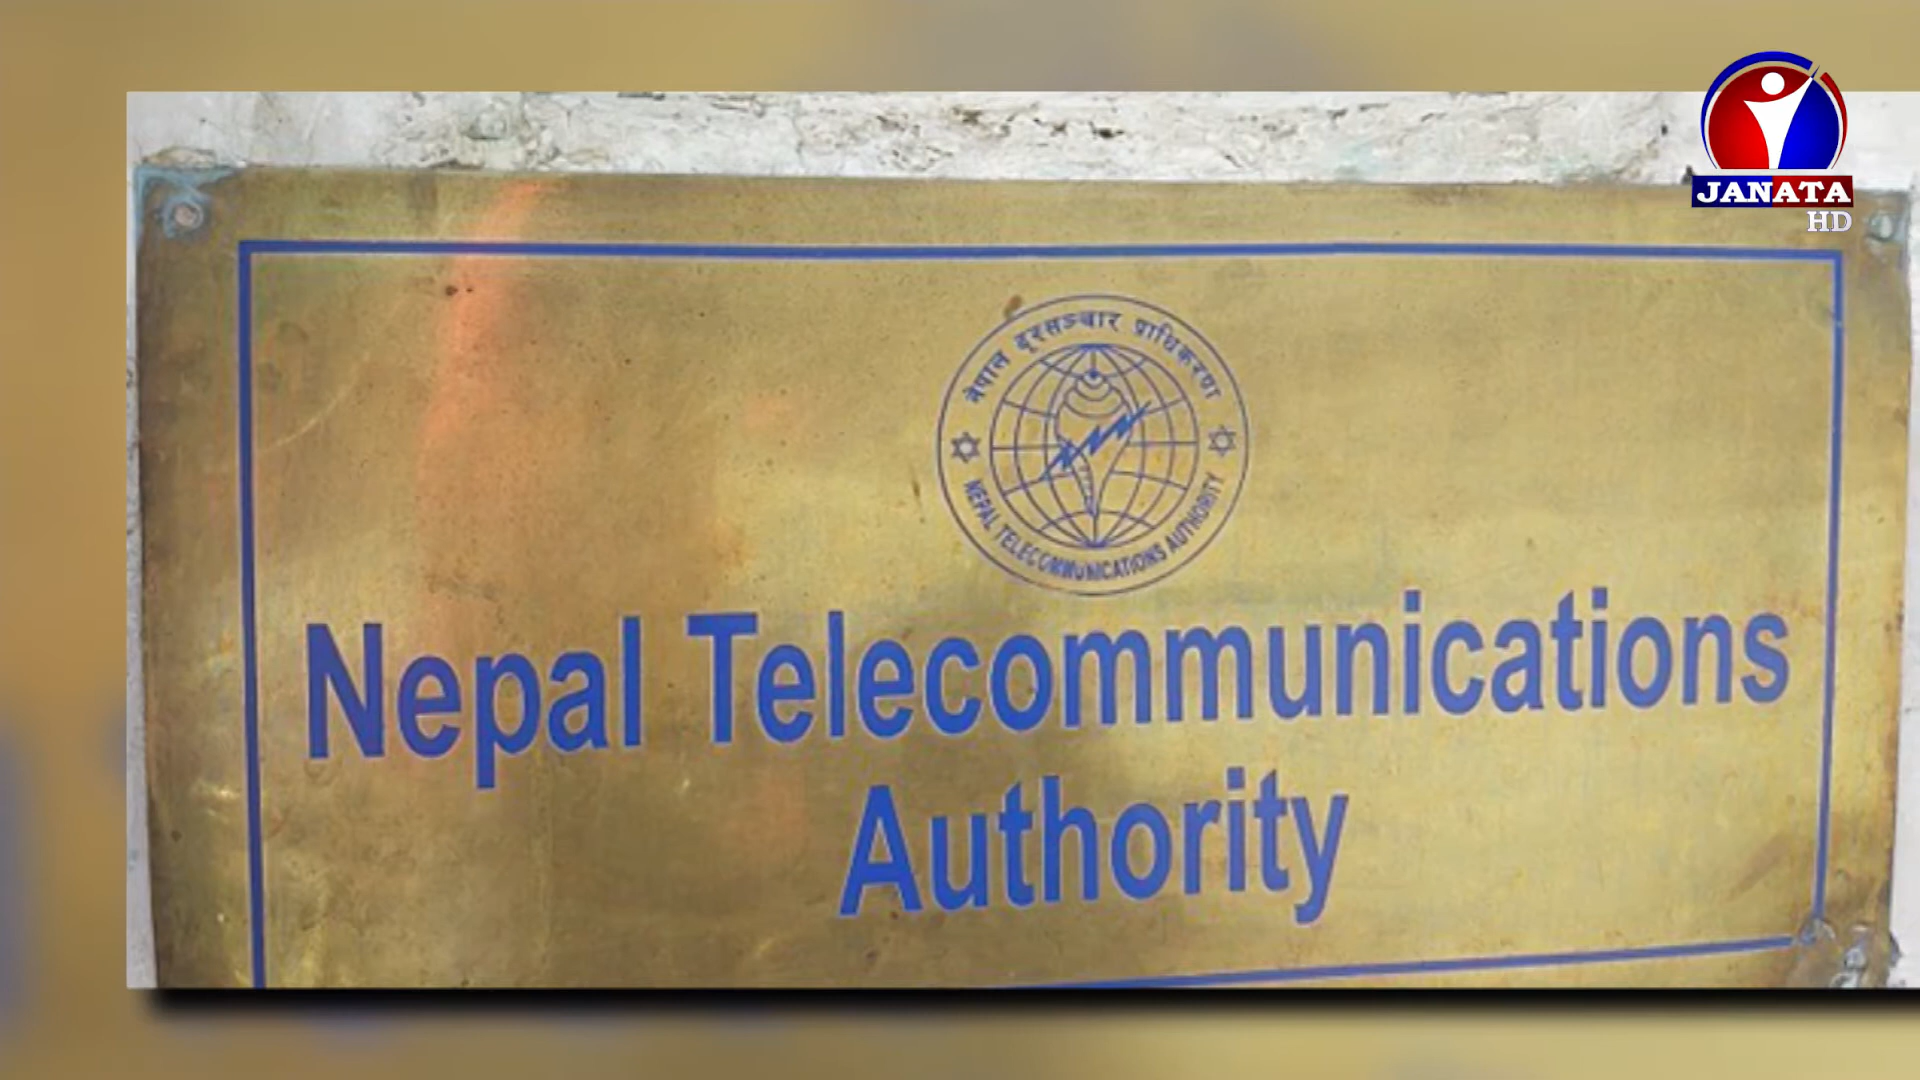 JANATA
HD
नेपाल दूरसञ्चार प्राधिकरण
NEPAL TELECOMMUNICATIONS AUTHORITY
Nepal Telecommunications
Authority